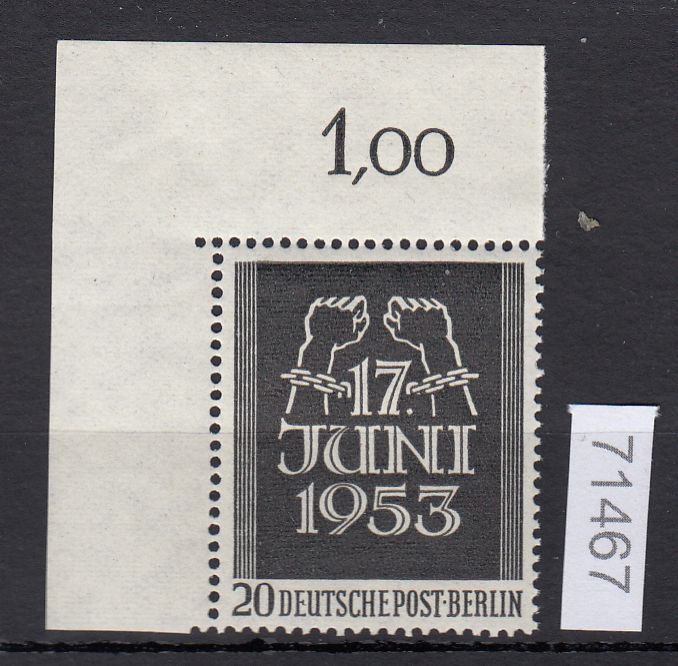 1,00
17.
JUNI
1953
20 DEUTSCHE POST·BERLIN
71467